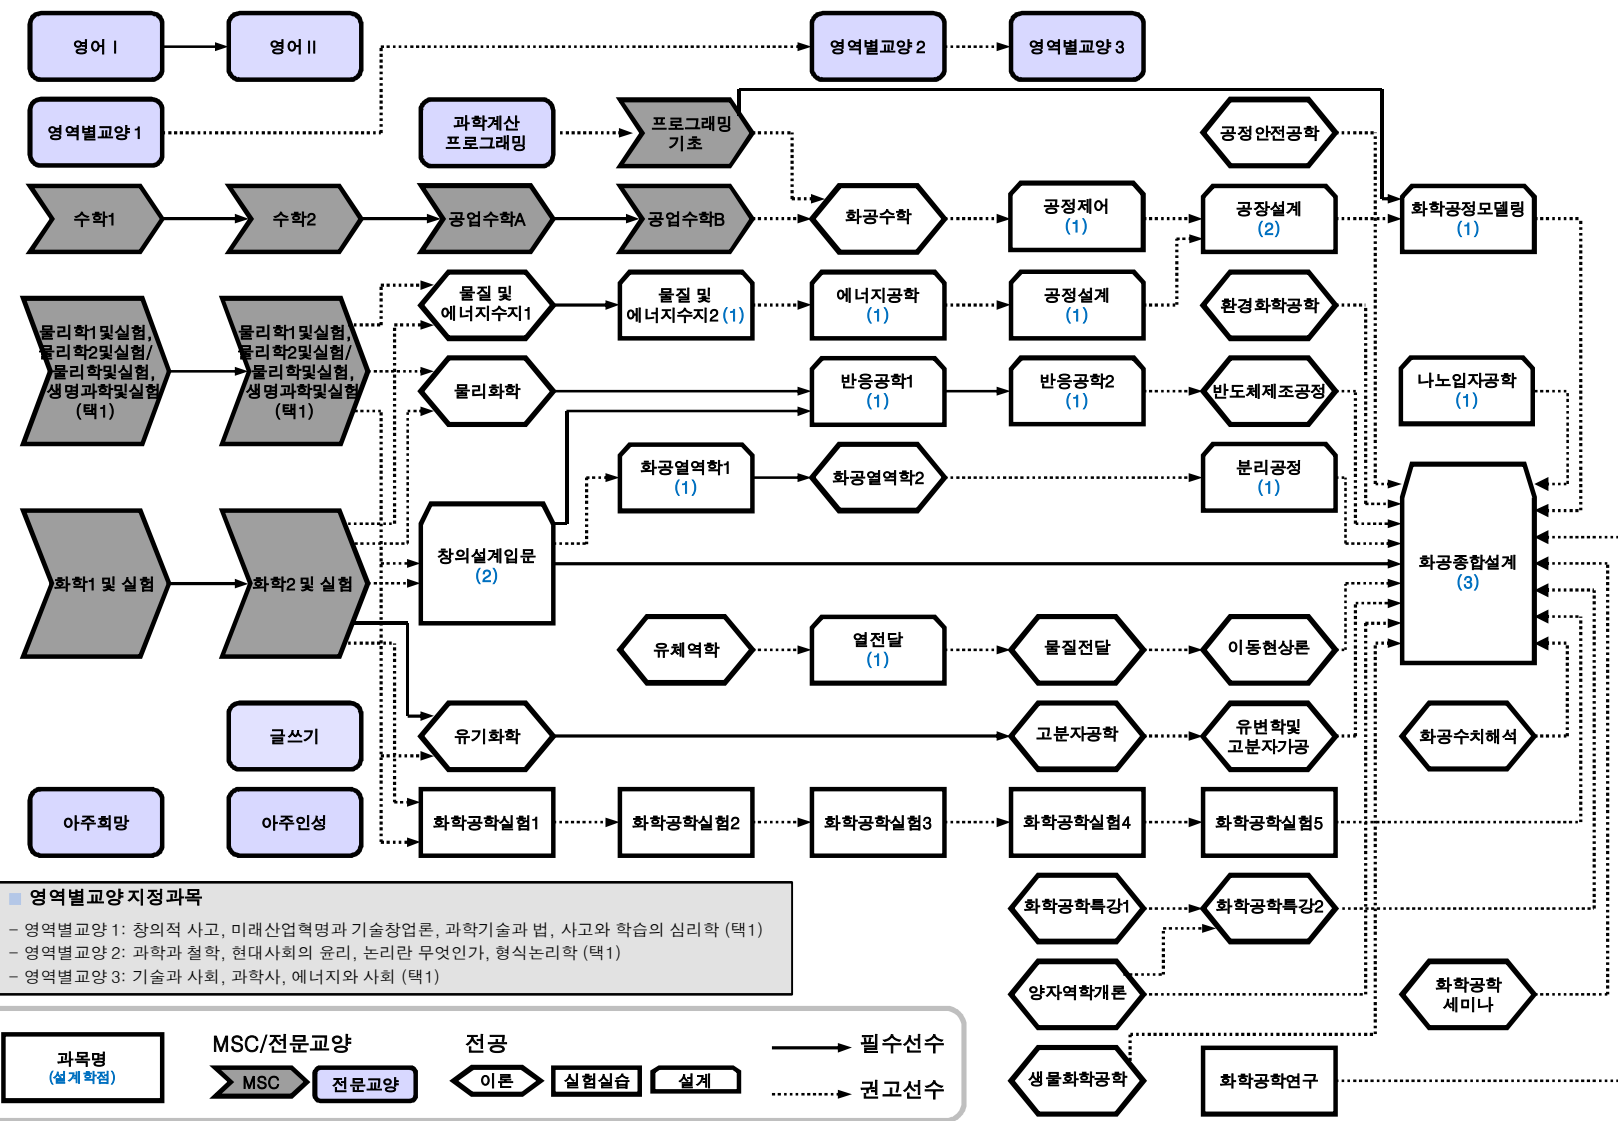 영어 I
영어 II
영역별교양 2
영역별교양 3
영역별교양 1
과학계산
프로그래밍
프로그래밍
기초
공정안전공학
수학1
수학2
공업수학A
공업수학B
화공수학
공정제어
(1)
공장설계
(2)
화학공정모델링
(1)
물리학1및실험,
물리학2및실험/
물리학및실험,
생명과학및실험
(택1)
물리학1및실험,
물리학2및실험/
물리학및실험,
생명과학및실험
(택1)
물질 및
에너지수지1
물질 및
에너지수지2 (1)
에너지공학
(1)
공정설계
(1)
환경화학공학
물리화학
반응공학1
(1)
반응공학2
(1)
반도체제조공정
나노입자공학
(1)
화공열역학1
(1)
화공열역학2
분리공정
(1)
화학1 및 실험
화학2 및 실험
창의설계입문
(2)
화공종합설계
(3)
유체역학
열전달
(1)
물질전달
이동현상론
글쓰기
유기화학
고분자공학
유변학및
고분자가공
화공수치해석
아주희망
아주인성
화학공학실험1
화학공학실험2
화학공학실험3
화학공학실험4
화학공학실험5
영역별교양 지정과목
- 영역별교양 1: 창의적 사고, 미래산업혁명과 기술창업론, 과학기술과 법, 사고와 학습의 심리학 (택1)
- 영역별교양 2: 과학과 철학, 현대사회의 윤리, 논리란 무엇인가, 형식논리학 (택1)
- 영역별교양 3: 기술과 사회, 과학사, 에너지와 사회 (택1)
화학공학특강1
화학공학특강2
양자역학개론
화학공학
세미나
생물화학공학
화학공학연구
과목명
(설계학점)
MSC/전문교양
MSC
전문교양
전공
이론
실험실습
설계
필수선수
권고선수